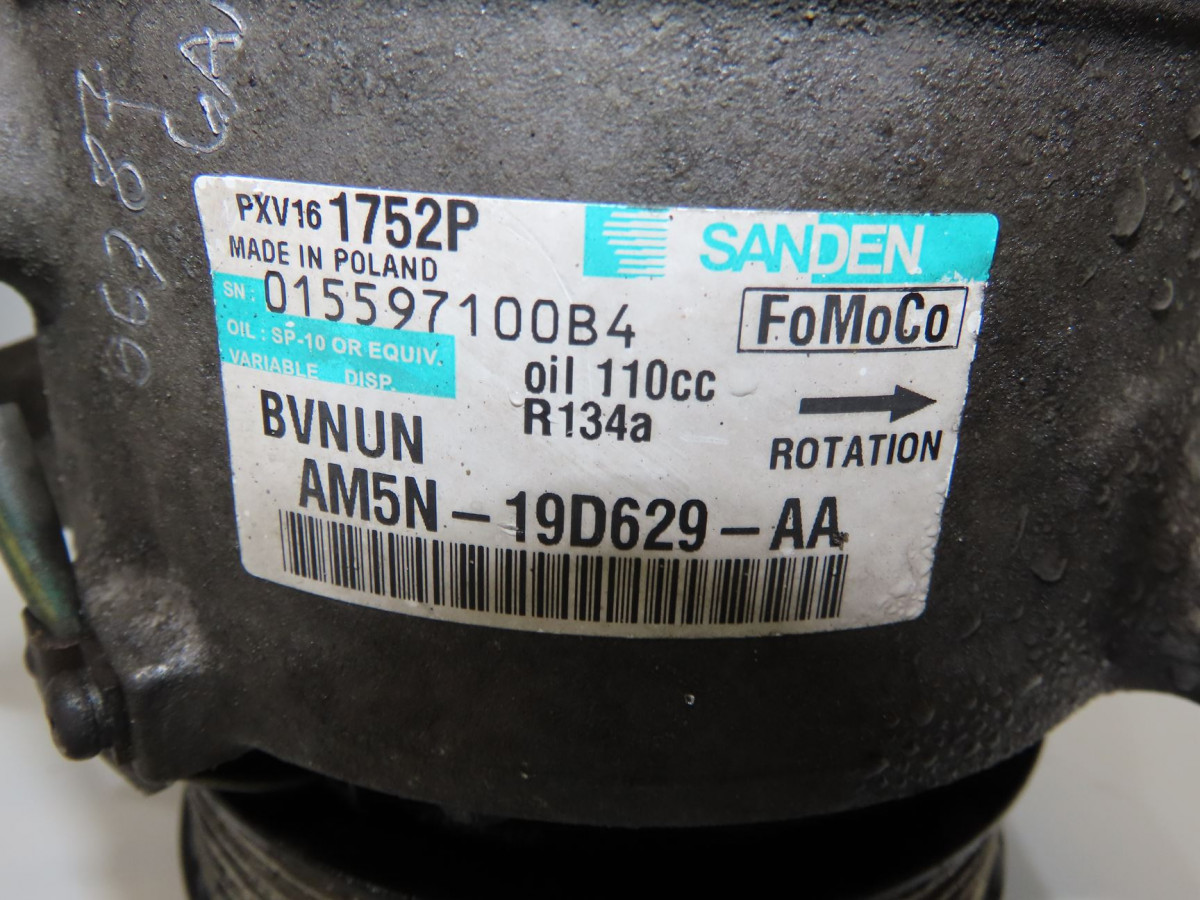 PXV16 1752P
SANDEN
MADE IN POLAND
SN: 015597100B4
FoMoCo
OIL : SP-10 OR EQUIV.
VARIABLE DISP.
oil 110cc
R134a
ROTATION
BVNUN
AM5N-19D629-AA